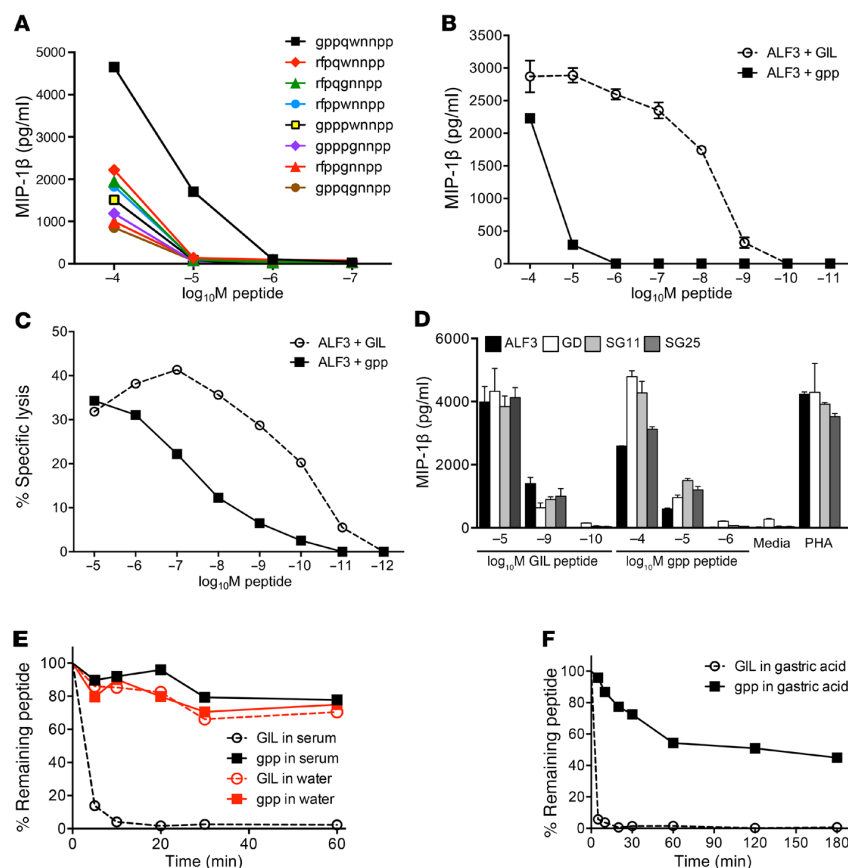 A
MIP-1β (pg/ml)
5000
4000
3000
2000
1000
0
−4
−5
−6
−7
log10M peptide
gppqwnnpp
rfpqwnnpp
rfpqgnnpp
rfppwnnpp
gpppwnnpp
gpppgnnpp
rfppgnnpp
gppqgnnpp
B
MIP-1β (pg/ml)
3500
3000
2500
2000
1500
1000
500
0
−4
−5
−6
−7
−8
−9
−10
−11
log10M peptide
ALF3 + GIL
ALF3 + gpp
C
% Specific lysis
50
40
30
20
10
0
−5
−6
−7
−8
−9
−10
−11
−12
log10M peptide
ALF3 + GIL
ALF3 + gpp
D
MIP-1β (pg/ml)
6000
4000
2000
0
ALF3 GD SG11 SG25
−5 −9 −10 −4 −5 −6 Media PHA
log10M GIL peptide log10M gpp peptide
E
% Remaining peptide
100
80
60
40
20
0
0 20 40 60
Time (min)
GIL in serum
gpp in serum
GIL in water
gpp in water
F
% Remaining peptide
100
80
60
40
20
0
0 30 60 90 120 150 180
Time (min)
GIL in gastric acid
gpp in gastric acid